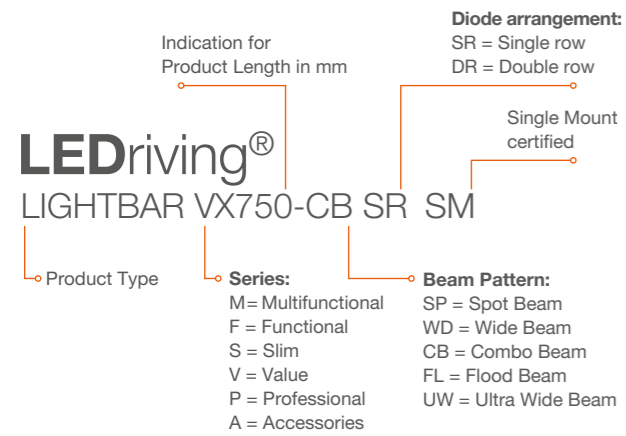 Diode arrangement:
SR = Single row
DR = Double row
Indication for
Product Length in mm
Single Mount
certified
LEDriving®
LIGHTBAR VX750-CB SR SM
Product Type
Series:
M= Multifunctional
F = Functional
S = Slim
V = Value
P = Professional
A = Accessories
Beam Pattern:
SP = Spot Beam
WD = Wide Beam
CB = Combo Beam
FL = Flood Beam
UW = Ultra Wide Beam